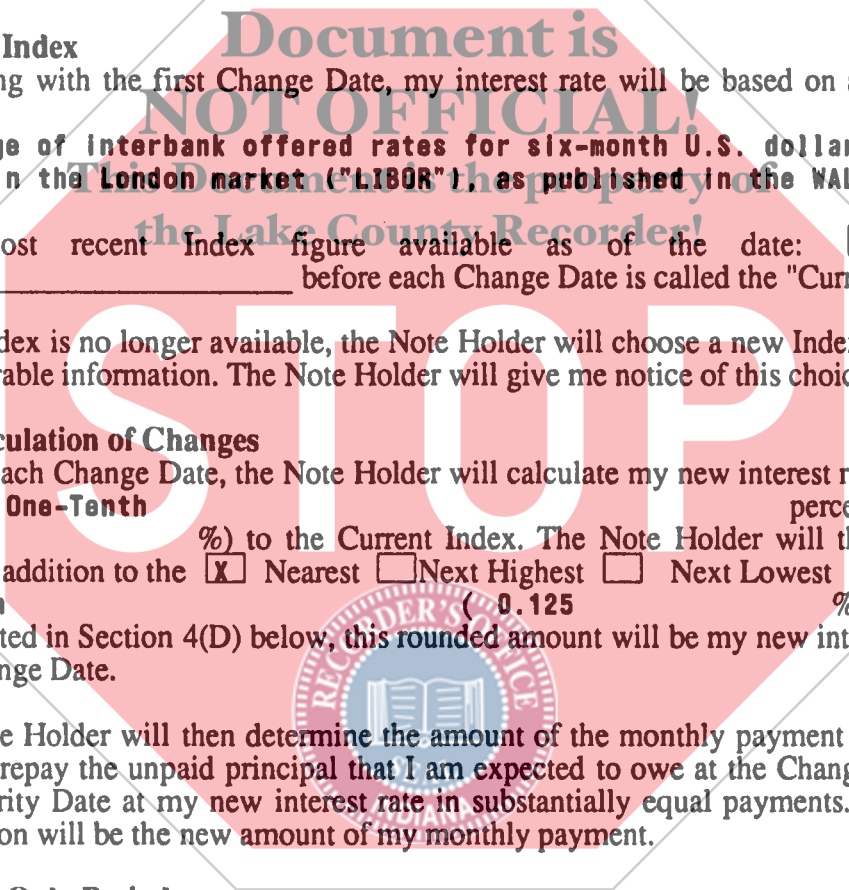 Document is
Index
ng with the first Change Date, my interest rate will be based on a
NOT OFFICIAL!
ge of interbank offered rates for six-month U.S. dollar
This Document is the property of
n the London market ("LIBOR"), as published in the WAL
the Lake County Recorder!
ost recent Index figure available as of the date:
before each Change Date is called the "Curr
STOP
dex is no longer available, the Note Holder will choose a new Index
rable information. The Note Holder will give me notice of this choic
culation of Changes
ach Change Date, the Note Holder will calculate my new interest r
One-Tenth perce
%) to the Current Index. The Note Holder will th
addition to the X Nearest Next Highest Next Lowest
( 0.125 %
ted in Section 4(D) below, this rounded amount will be my new int
nge Date.
RECORDER'S OFFICE
e Holder will then determine the amount of the monthly payment
repay the unpaid principal that I am expected to owe at the Chang
SEAL
rity Date at my new interest rate in substantially equal payments.
INDIANA
on will be the new amount of my monthly payment.